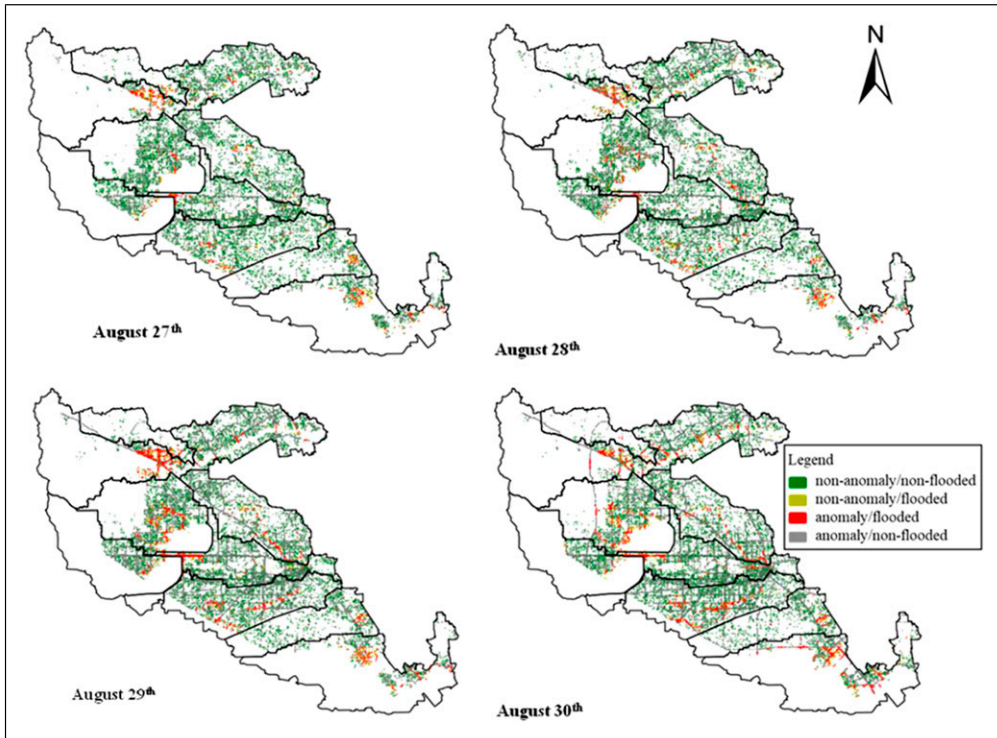 N
August 27th
August 28th
August 29th
August 30th
Legend
non-anomaly/non-flooded
non-anomaly/flooded
anomaly/flooded
anomaly/non-flooded